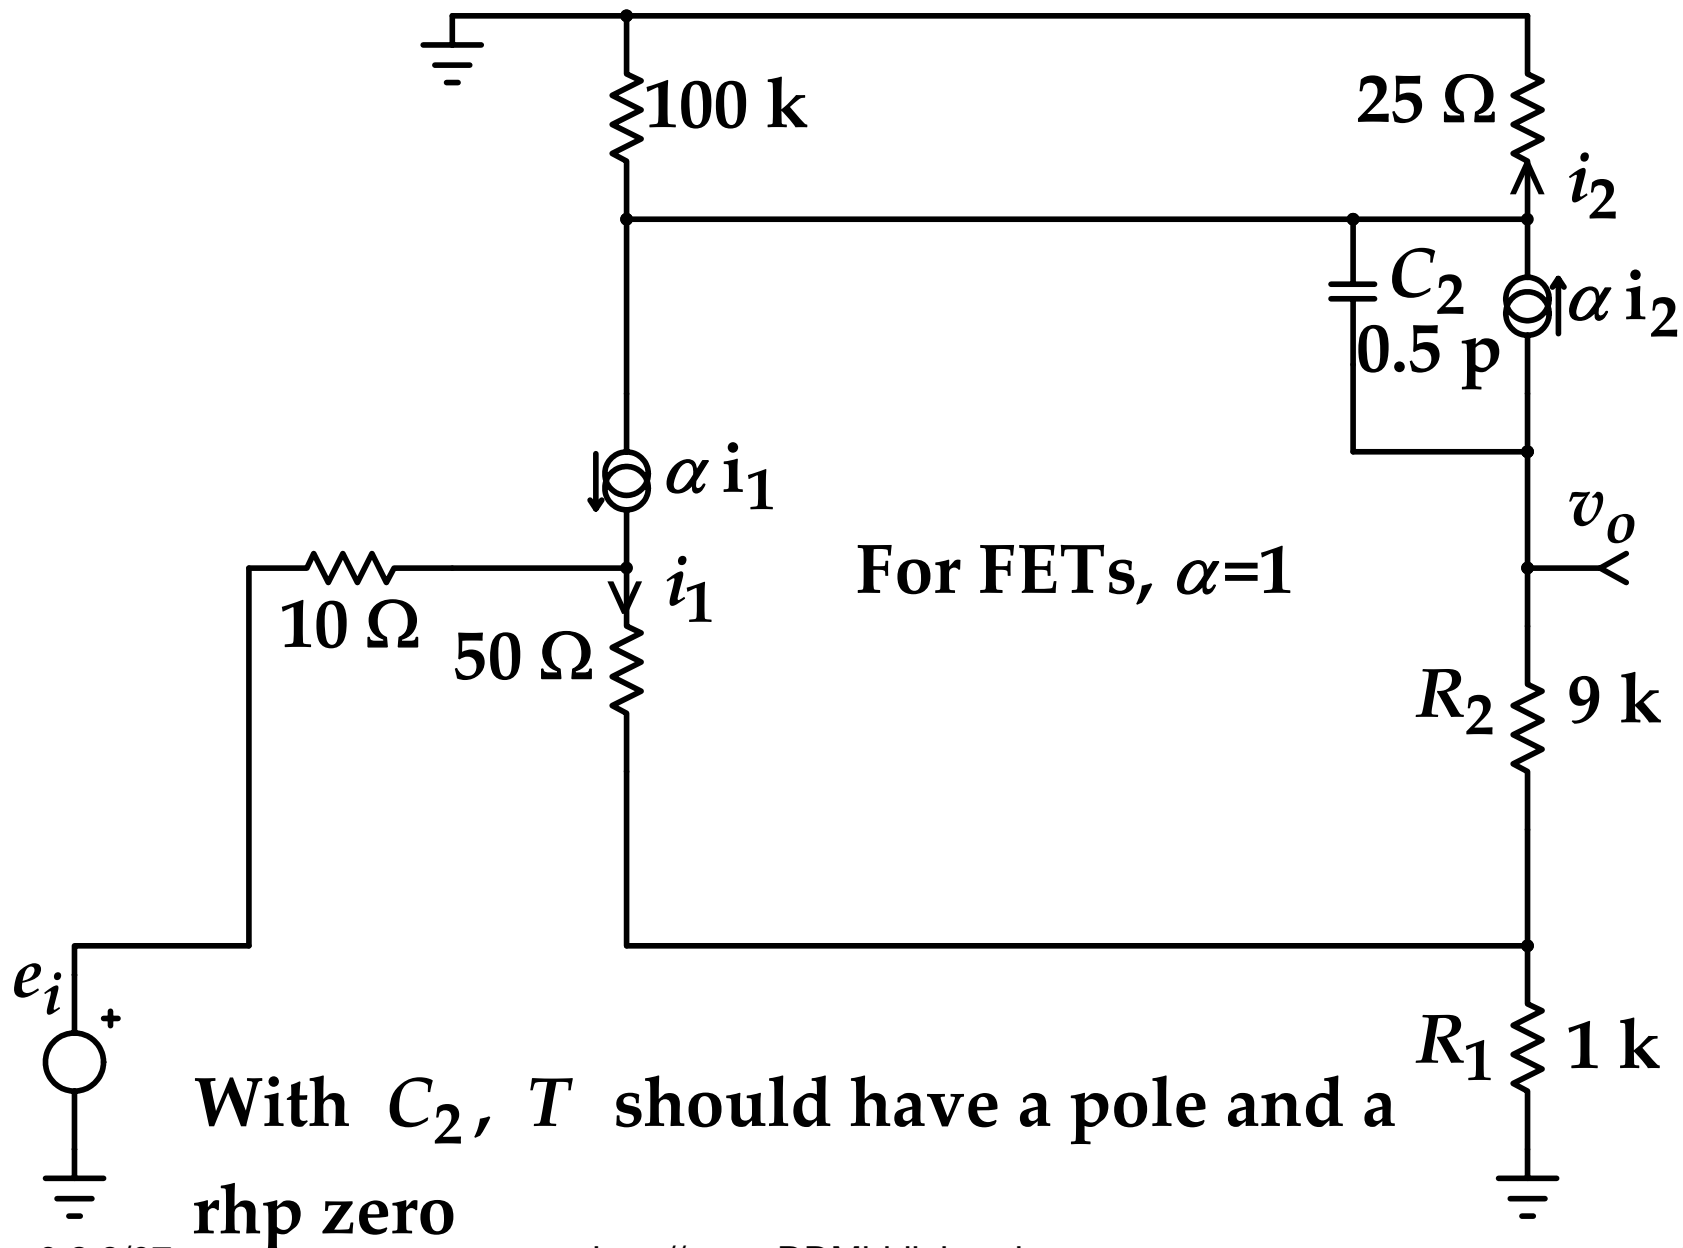 100 k
25 Ω
i2
C2
0.5 p
α i2
α i1
vo
For FETs, α=1
i1
10 Ω
50 Ω
R2
9 k
ei
+
R1
1 k
With C2, T should have a pole and a
rhp zero